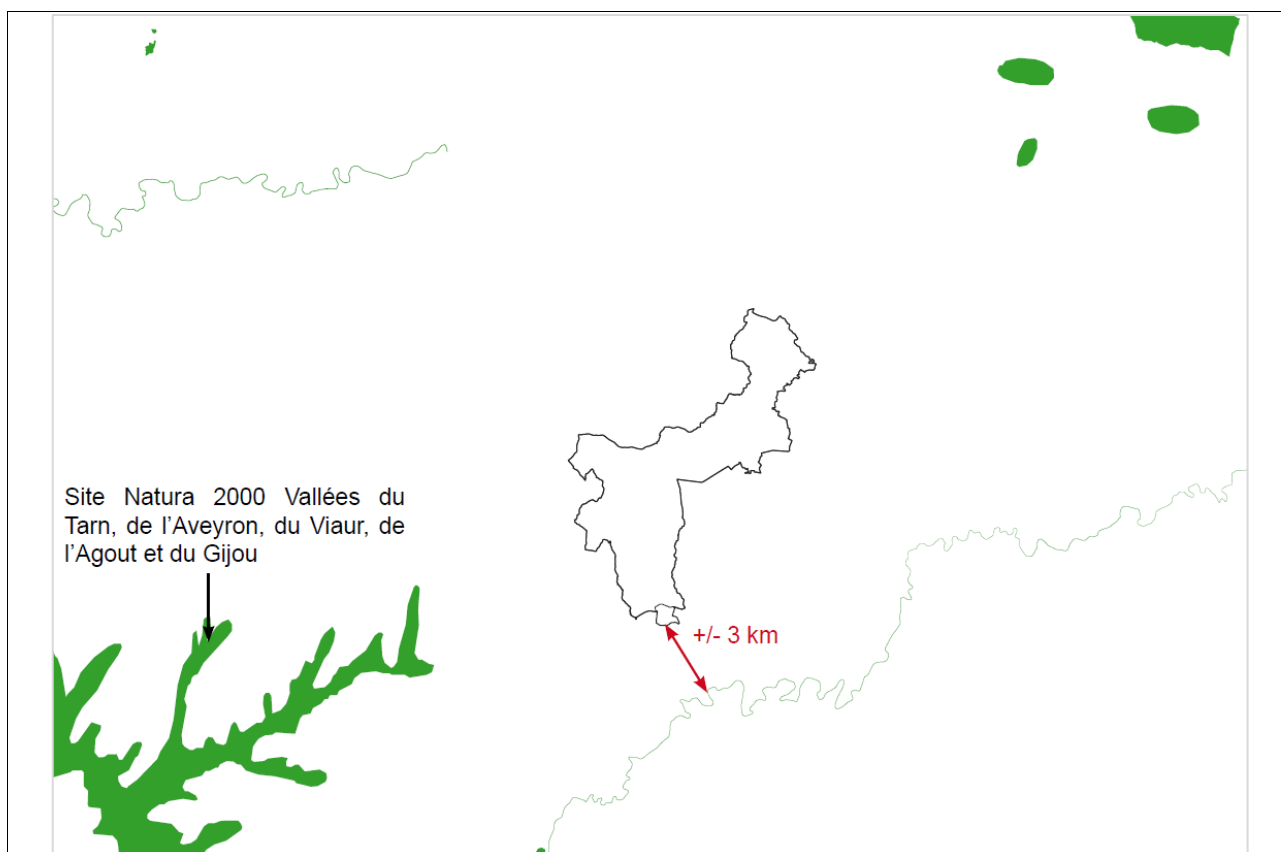 Site Natura 2000 Vallées du
Tarn, de l’Aveyron, du Viaur, de
l’Agout et du Gijou
+/- 3 km